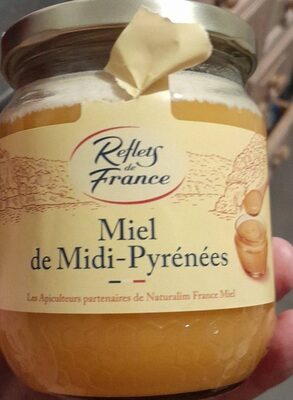 Reflets
de
France
Miel
de Midi-Pyrénées
Les Apiculteurs partenaires de Naturalim France Miel